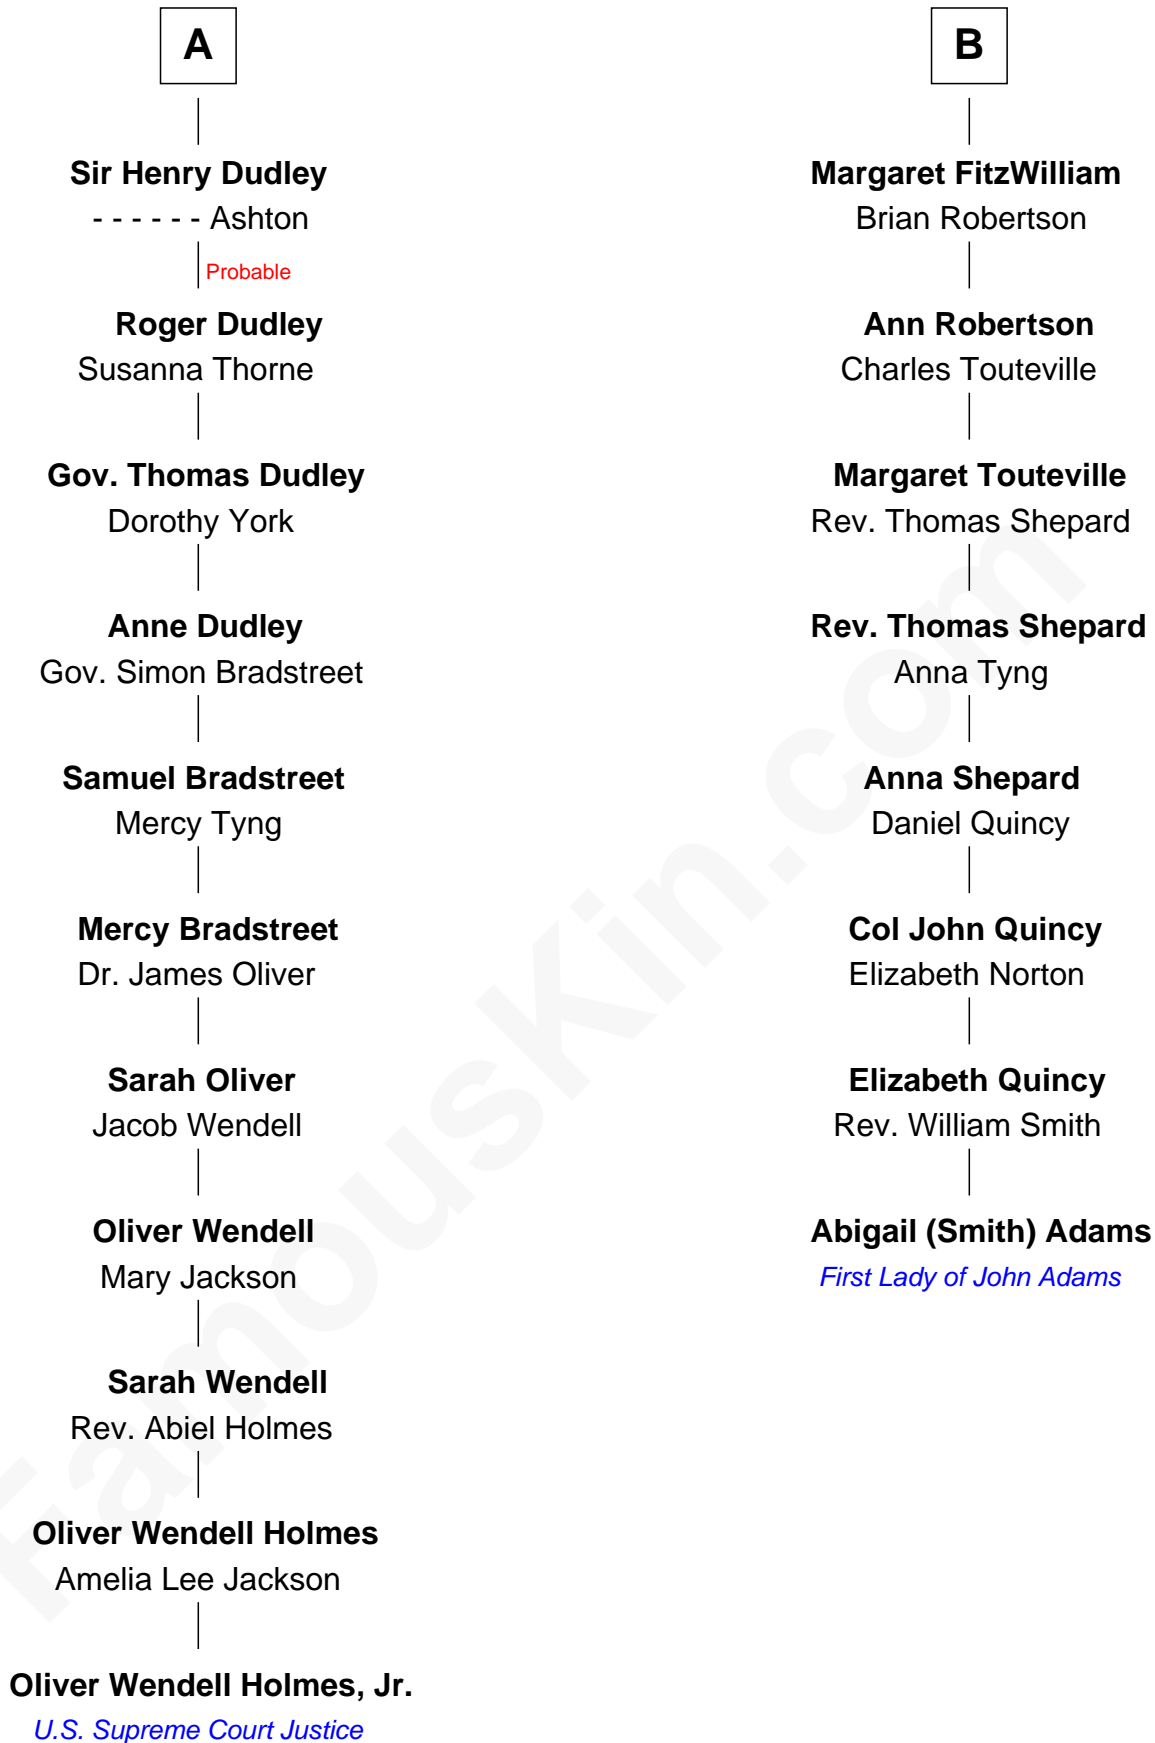 A
Sir Henry Dudley
- - - - - - Ashton
Probable
Roger Dudley
Susanna Thorne
Gov. Thomas Dudley
Dorothy York
Anne Dudley
Gov. Simon Bradstreet
Samuel Bradstreet
Mercy Tyng
Mercy Bradstreet
Dr. James Oliver
Sarah Oliver
Jacob Wendell
Oliver Wendell
Mary Jackson
Sarah Wendell
Rev. Abiel Holmes
Oliver Wendell Holmes
Amelia Lee Jackson
Oliver Wendell Holmes, Jr.
U.S. Supreme Court Justice
B
Margaret FitzWilliam
Brian Robertson
Ann Robertson
Charles Touteville
Margaret Touteville
Rev. Thomas Shepard
Rev. Thomas Shepard
Anna Tyng
Anna Shepard
Daniel Quincy
Col John Quincy
Elizabeth Norton
Elizabeth Quincy
Rev. William Smith
Abigail (Smith) Adams
First Lady of John Adams
FamousKin.com